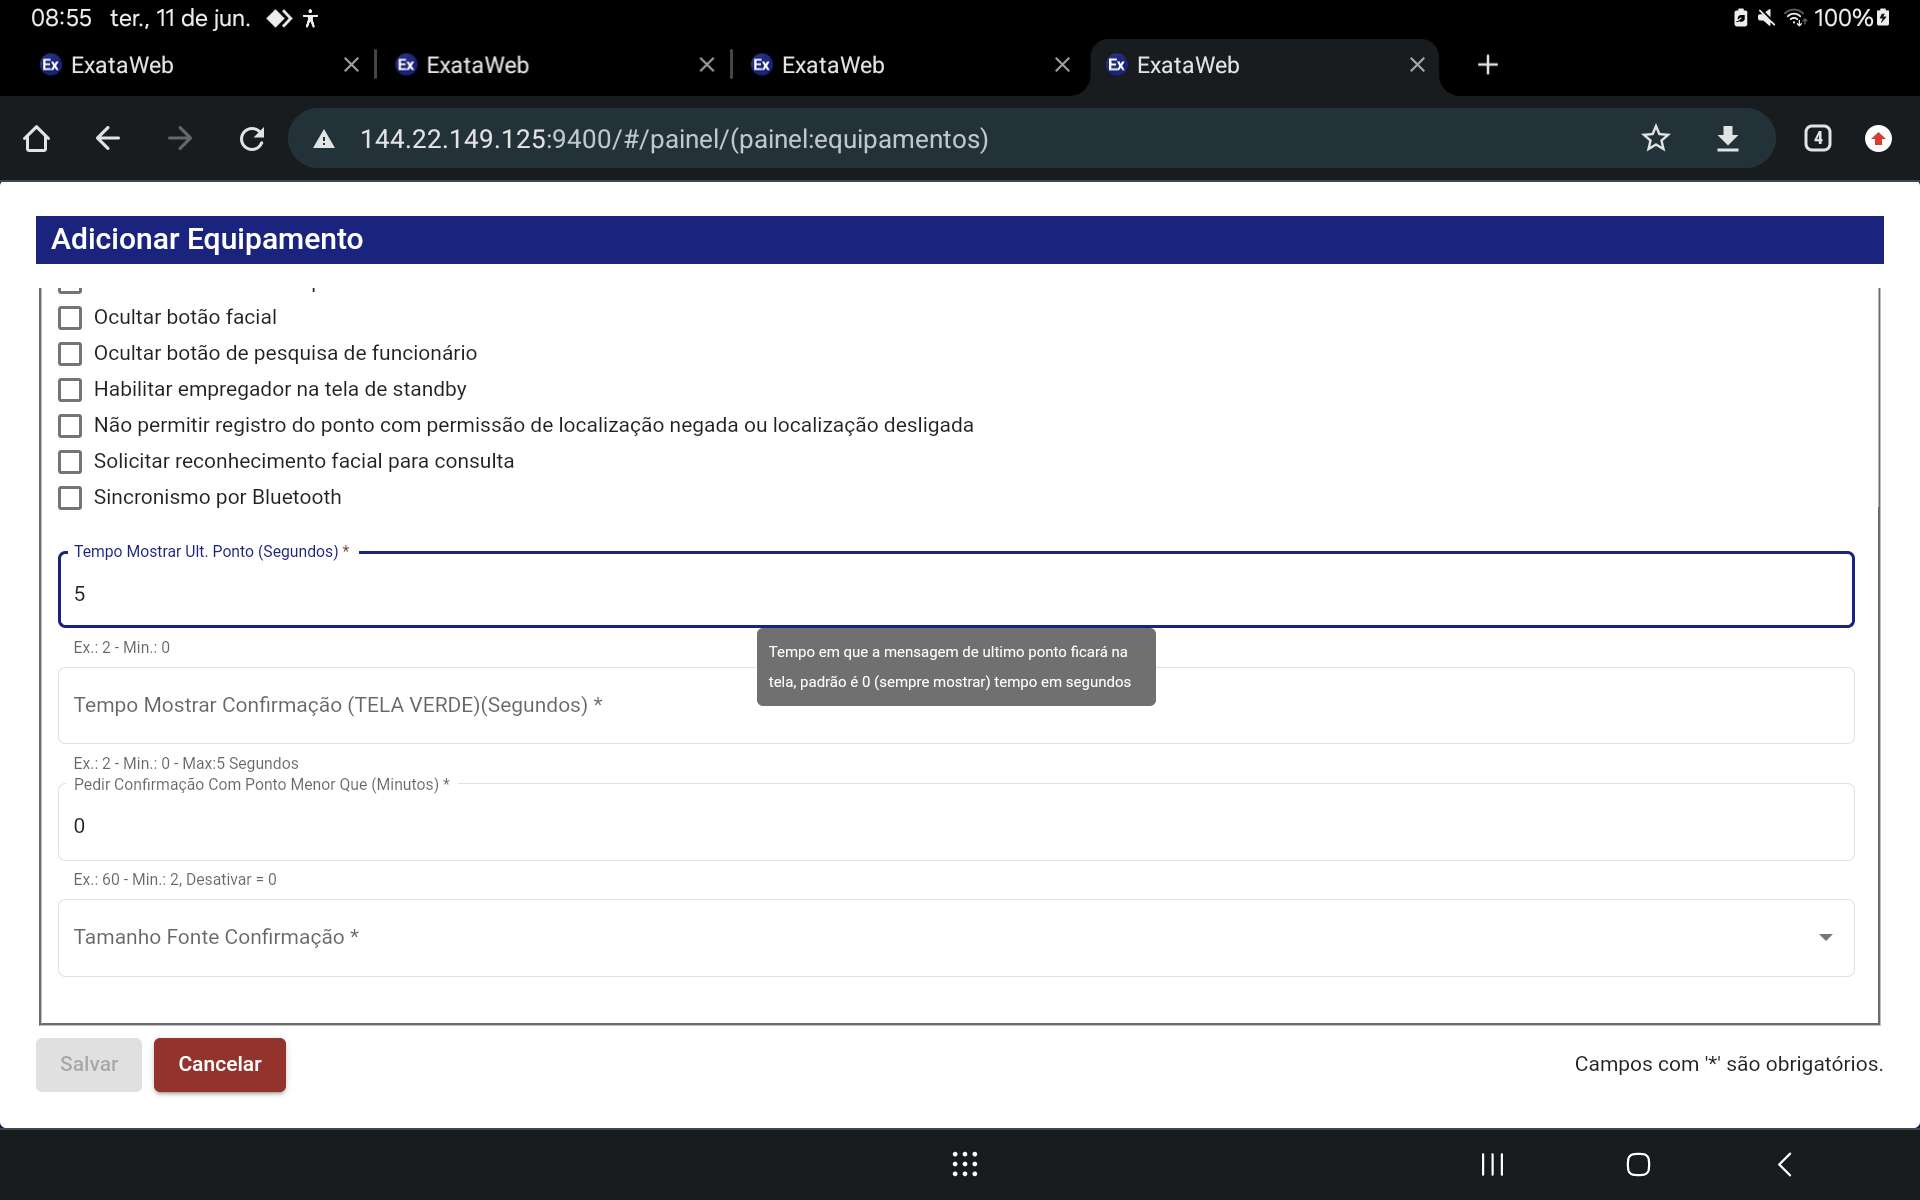 08:55 ter., 11 de jun. 100%
Ex ExataWeb Ex ExataWeb Ex ExataWeb Ex ExataWeb
144.22.149.125:9400/#/painel/(painel:equipamentos) 4
Adicionar Equipamento
Ocultar botão facial
Ocultar botão de pesquisa de funcionário
Habilitar empregador na tela de standby
Não permitir registro do ponto com permissão de localização negada ou localização desligada
Solicitar reconhecimento facial para consulta
Sincronismo por Bluetooth
Tempo Mostrar Ult. Ponto (Segundos) *
5
Ex.: 2 - Min.: 0
Tempo em que a mensagem de ultimo ponto ficará na
tela, padrão é 0 (sempre mostrar) tempo em segundos
Tempo Mostrar Confirmação (TELA VERDE)(Segundos) *
Ex.: 2 - Min.: 0 - Max:5 Segundos
Pedir Confirmação Com Ponto Menor Que (Minutos) *
0
Ex.: 60 - Min.: 2, Desativar = 0
Tamanho Fonte Confirmação *
Salvar Cancelar Campos com '*' são obrigatórios.